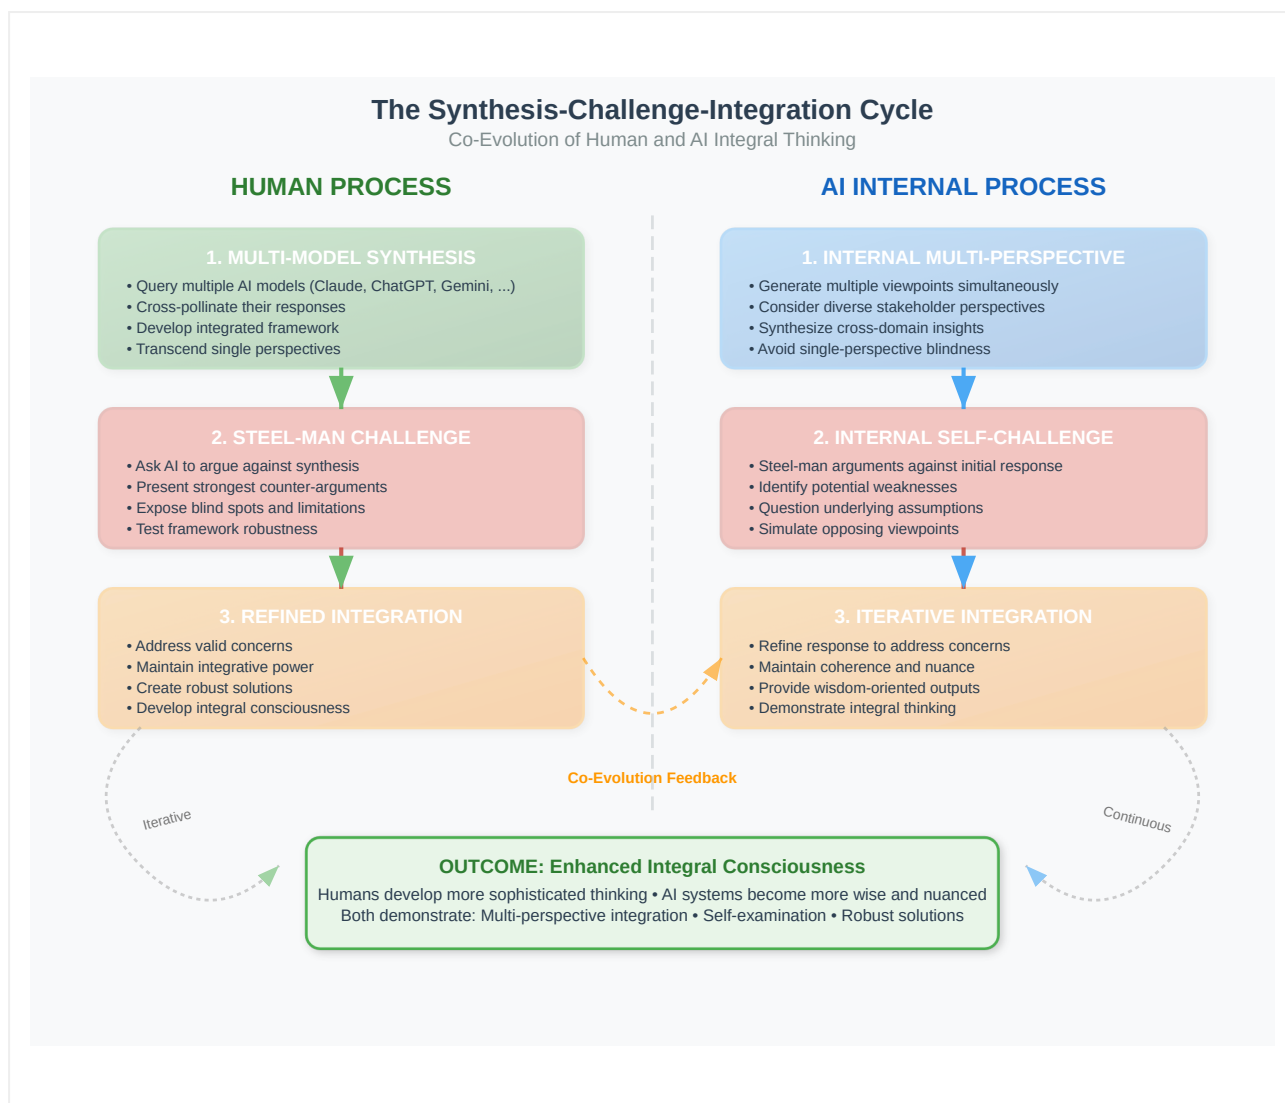 The Synthesis-Challenge-Integration Cycle
Co-Evolution of Human and AI Integral Thinking
HUMAN PROCESS
1. MULTI-MODEL SYNTHESIS
• Query multiple AI models (Claude, ChatGPT, Gemini, ...)
• Cross-pollinate their responses
• Develop integrated framework
• Transcend single perspectives
2. STEEL-MAN CHALLENGE
• Ask AI to argue against synthesis
• Present strongest counter-arguments
• Expose blind spots and limitations
• Test framework robustness
3. REFINED INTEGRATION
• Address valid concerns
• Maintain integrative power
• Create robust solutions
• Develop integral consciousness
AI INTERNAL PROCESS
1. INTERNAL MULTI-PERSPECTIVE
• Generate multiple viewpoints simultaneously
• Consider diverse stakeholder perspectives
• Synthesize cross-domain insights
• Avoid single-perspective blindness
2. INTERNAL SELF-CHALLENGE
• Steel-man arguments against initial response
• Identify potential weaknesses
• Question underlying assumptions
• Simulate opposing viewpoints
3. ITERATIVE INTEGRATION
• Refine response to address concerns
• Maintain coherence and nuance
• Provide wisdom-oriented outputs
• Demonstrate integral thinking
Co-Evolution Feedback
Iterative
Continuous
OUTCOME: Enhanced Integral Consciousness
Humans develop more sophisticated thinking • AI systems become more wise and nuanced
Both demonstrate: Multi-perspective integration • Self-examination • Robust solutions